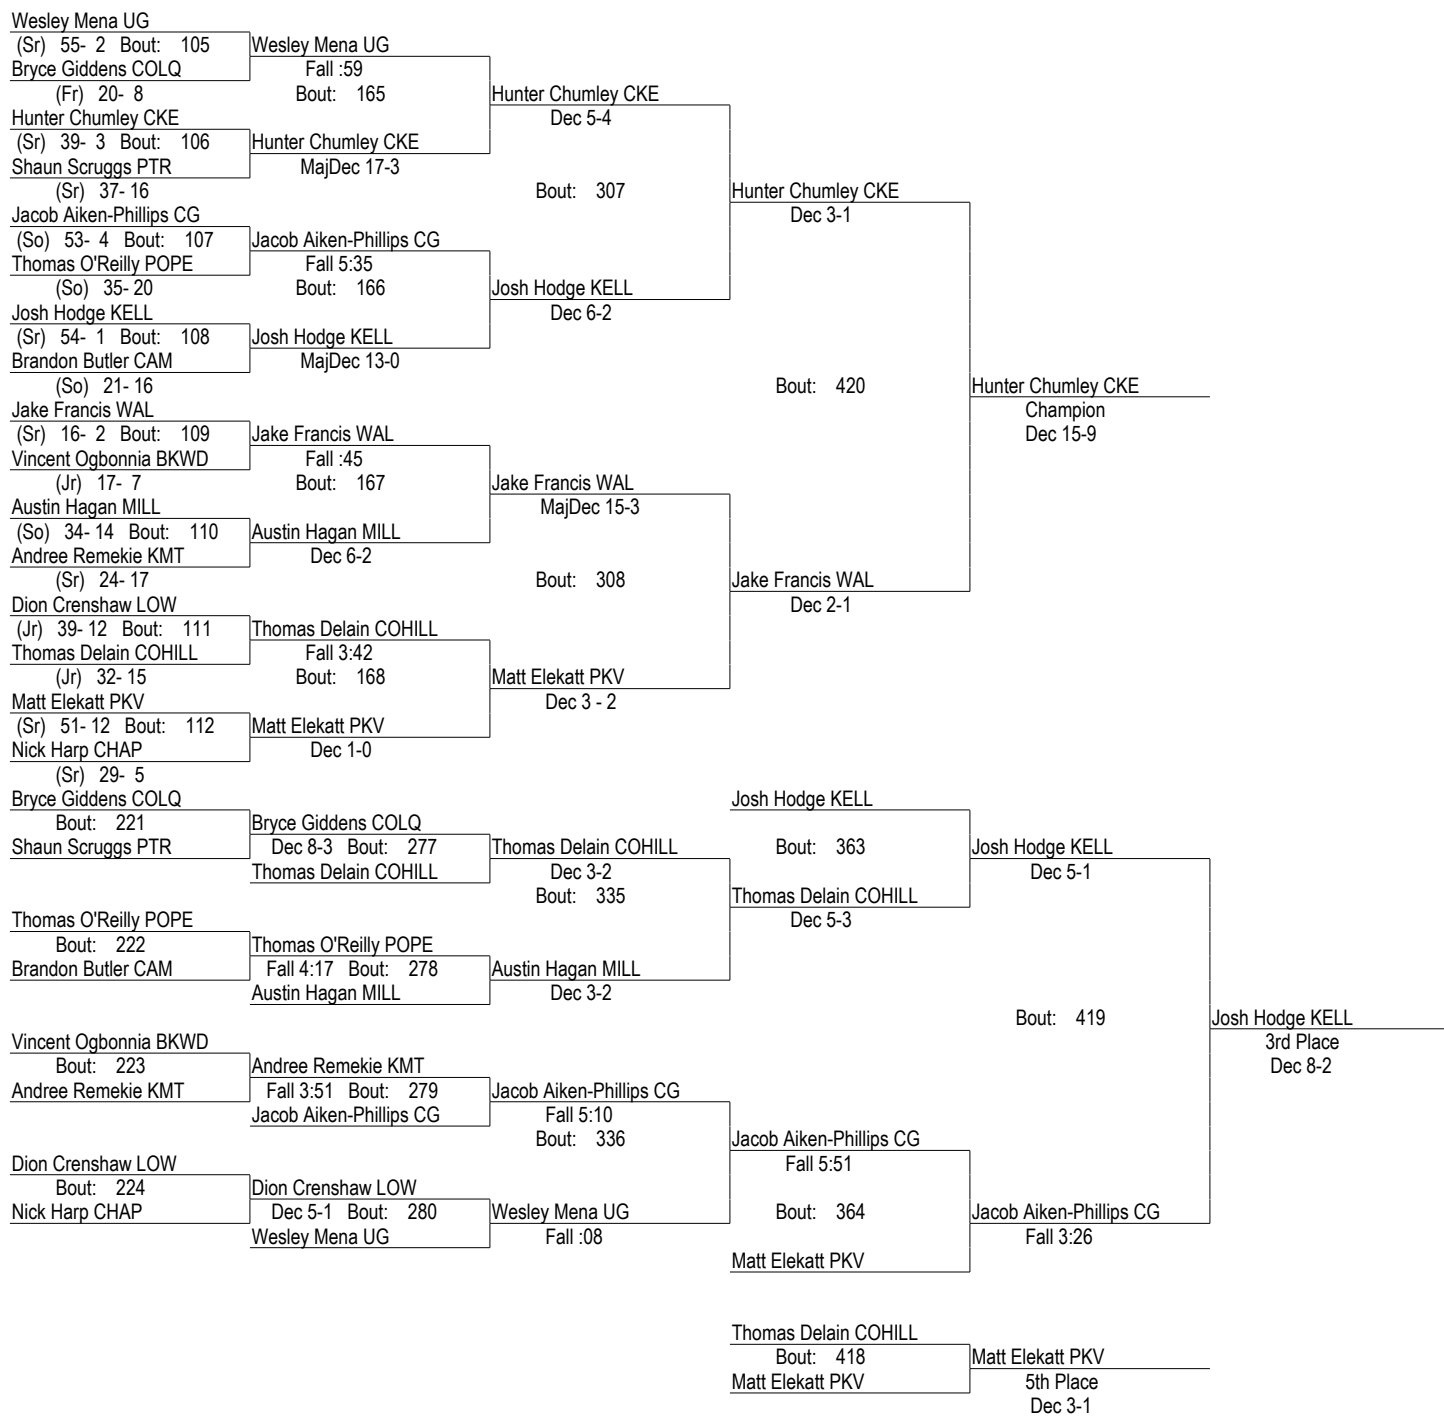 Wesley Mena UG
(Sr) 55- 2 Bout: 105 Wesley Mena UG
Bryce Giddens COLQ Fall :59
(Fr) 20- 8 Bout: 165 Hunter Chumley CKE
Hunter Chumley CKE Dec 5-4
(Sr) 39- 3 Bout: 106 Hunter Chumley CKE
Shaun Scruggs PTR MajDec 17-3
(Sr) 37- 16 Bout: 307 Hunter Chumley CKE
Jacob Aiken-Phillips CG Dec 3-1
(So) 53- 4 Bout: 107 Jacob Aiken-Phillips CG
Thomas O'Reilly POPE Fall 5:35
(So) 35- 20 Bout: 166 Josh Hodge KELL
Josh Hodge KELL Dec 6-2
(Sr) 54- 1 Bout: 108 Josh Hodge KELL
Brandon Butler CAM MajDec 13-0
(So) 21- 16 Bout: 420 Hunter Chumley CKE
Jake Francis WAL Champion
(Sr) 16- 2 Bout: 109 Jake Francis WAL Dec 15-9
Vincent Ogbonnia BKWD Fall :45
(Jr) 17- 7 Bout: 167 Jake Francis WAL
Austin Hagan MILL MajDec 15-3
(So) 34- 14 Bout: 110 Austin Hagan MILL
Andree Remekie KMT Dec 6-2
(Sr) 24- 17 Bout: 308 Jake Francis WAL
Dion Crenshaw LOW Dec 2-1
(Jr) 39- 12 Bout: 111 Thomas Delain COHILL
Thomas Delain COHILL Fall 3:42
(Jr) 32- 15 Bout: 168 Matt Elekatt PKV
Matt Elekatt PKV Dec 3 - 2
(Sr) 51- 12 Bout: 112 Matt Elekatt PKV
Nick Harp CHAP Dec 1-0
(Sr) 29- 5
Bryce Giddens COLQ Josh Hodge KELL
Bout: 221 Bryce Giddens COLQ
Shaun Scruggs PTR Dec 8-3 Bout: 277 Thomas Delain COHILL Bout: 363 Josh Hodge KELL
Thomas Delain COHILL Dec 3-2 Dec 5-1
Bout: 335 Thomas Delain COHILL
Thomas O'Reilly POPE Dec 5-3
Bout: 222 Thomas O'Reilly POPE
Brandon Butler CAM Fall 4:17 Bout: 278 Austin Hagan MILL
Austin Hagan MILL Dec 3-2
Bout: 419 Josh Hodge KELL
Vincent Ogbonnia BKWD 3rd Place
Bout: 223 Andree Remekie KMT Dec 8-2
Andree Remekie KMT Fall 3:51 Bout: 279 Jacob Aiken-Phillips CG
Jacob Aiken-Phillips CG Fall 5:10
Bout: 336 Jacob Aiken-Phillips CG
Dion Crenshaw LOW Fall 5:51
Bout: 224 Dion Crenshaw LOW
Nick Harp CHAP Dec 5-1 Bout: 280 Wesley Mena UG Bout: 364 Jacob Aiken-Phillips CG
Wesley Mena UG Fall :08 Fall 3:26
Matt Elekatt PKV
Thomas Delain COHILL
Bout: 418 Matt Elekatt PKV
Matt Elekatt PKV 5th Place
Dec 3-1